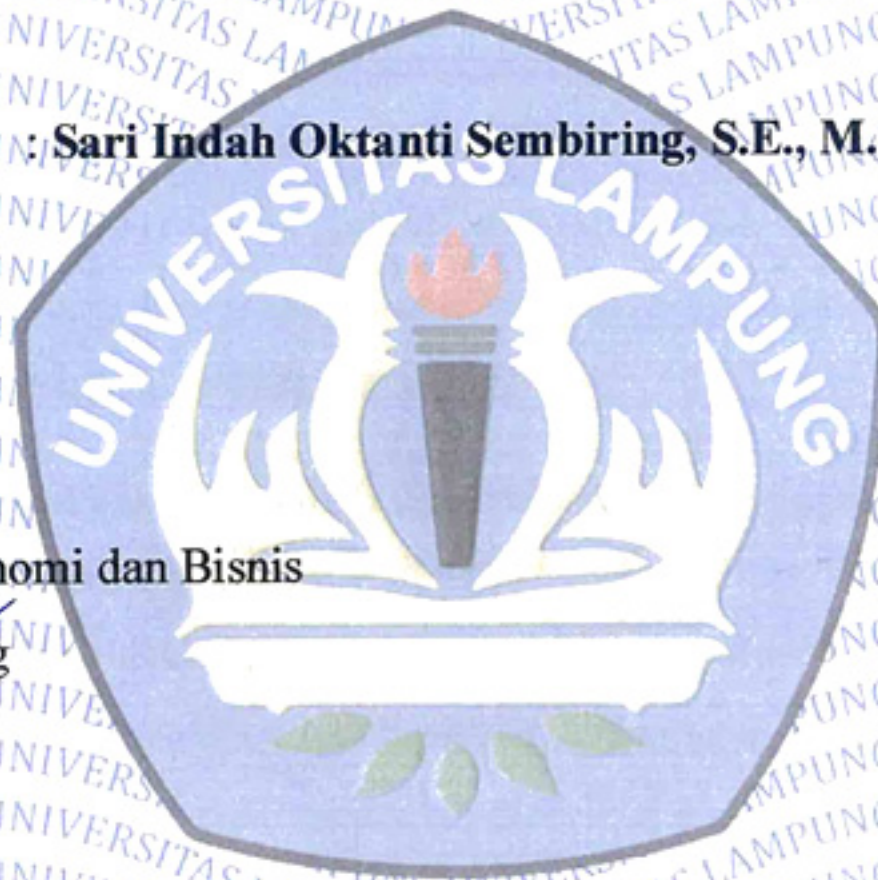 : Sari Indah Oktanti Sembiring, S.E., M.
UNIVERSITAS LAMPUNG
nomi dan Bisnis
g